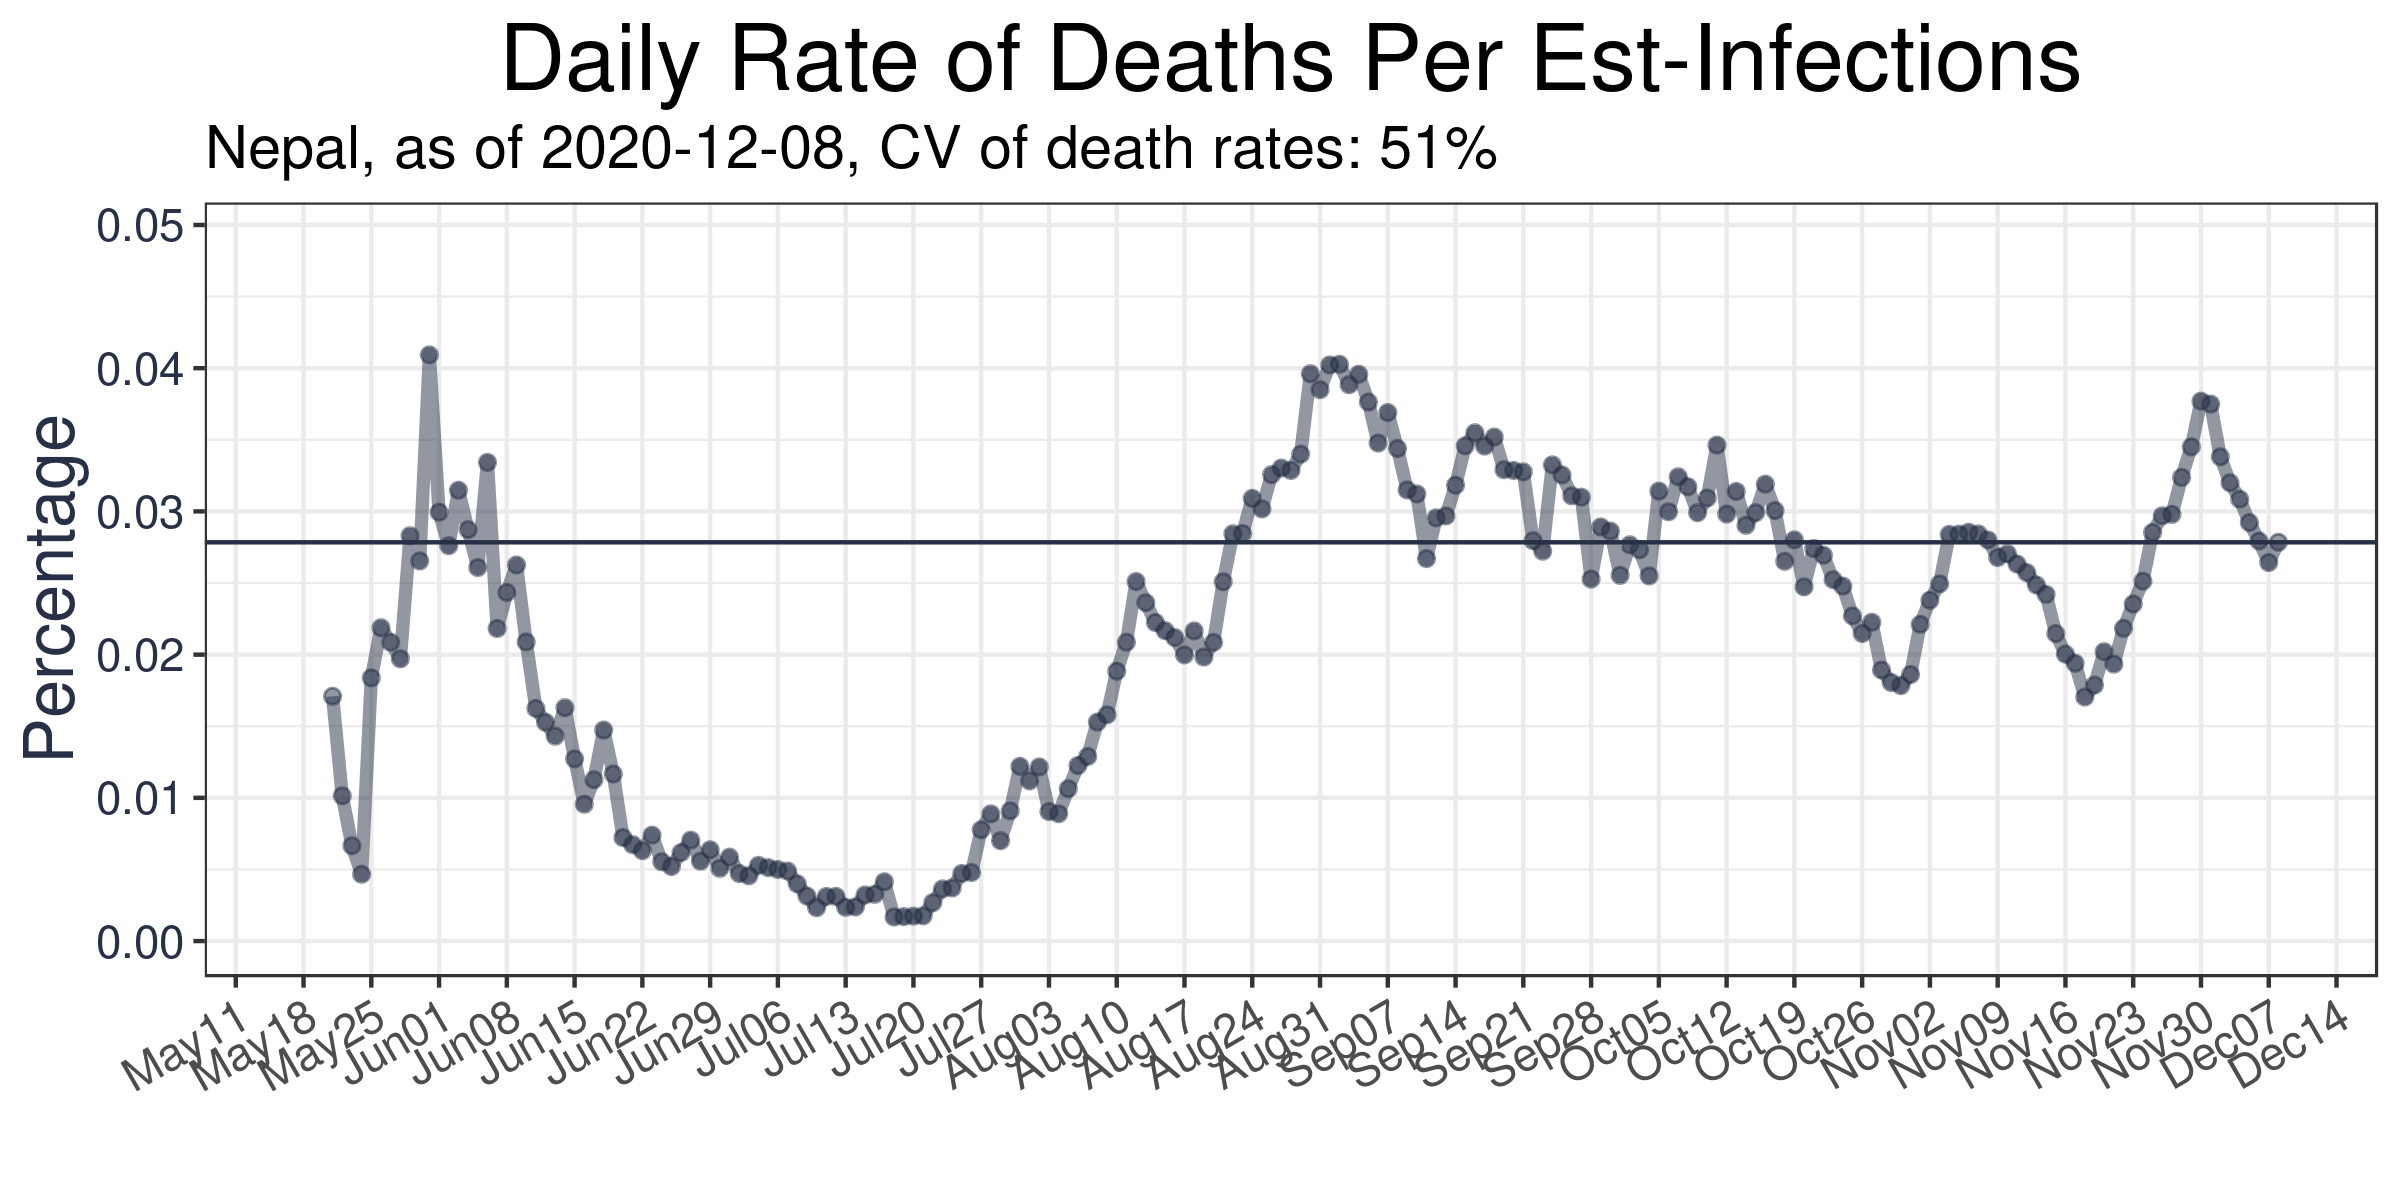 Daily Rate of Deaths Per Est-Infections
Nepal, as of 2020-12-08, CV of death rates: 51%
Percentage
0.05
0.04
0.03
0.02
0.01
0.00
May11
May18
May25
Jun01
Jun08
Jun15
Jun22
Jun29
Jul06
Jul13
Jul20
Jul27
Aug03
Aug10
Aug17
Aug24
Aug31
Sep07
Sep14
Sep21
Sep28
Oct05
Oct12
Oct19
Oct26
Nov02
Nov09
Nov16
Nov23
Nov30
Dec07
Dec14